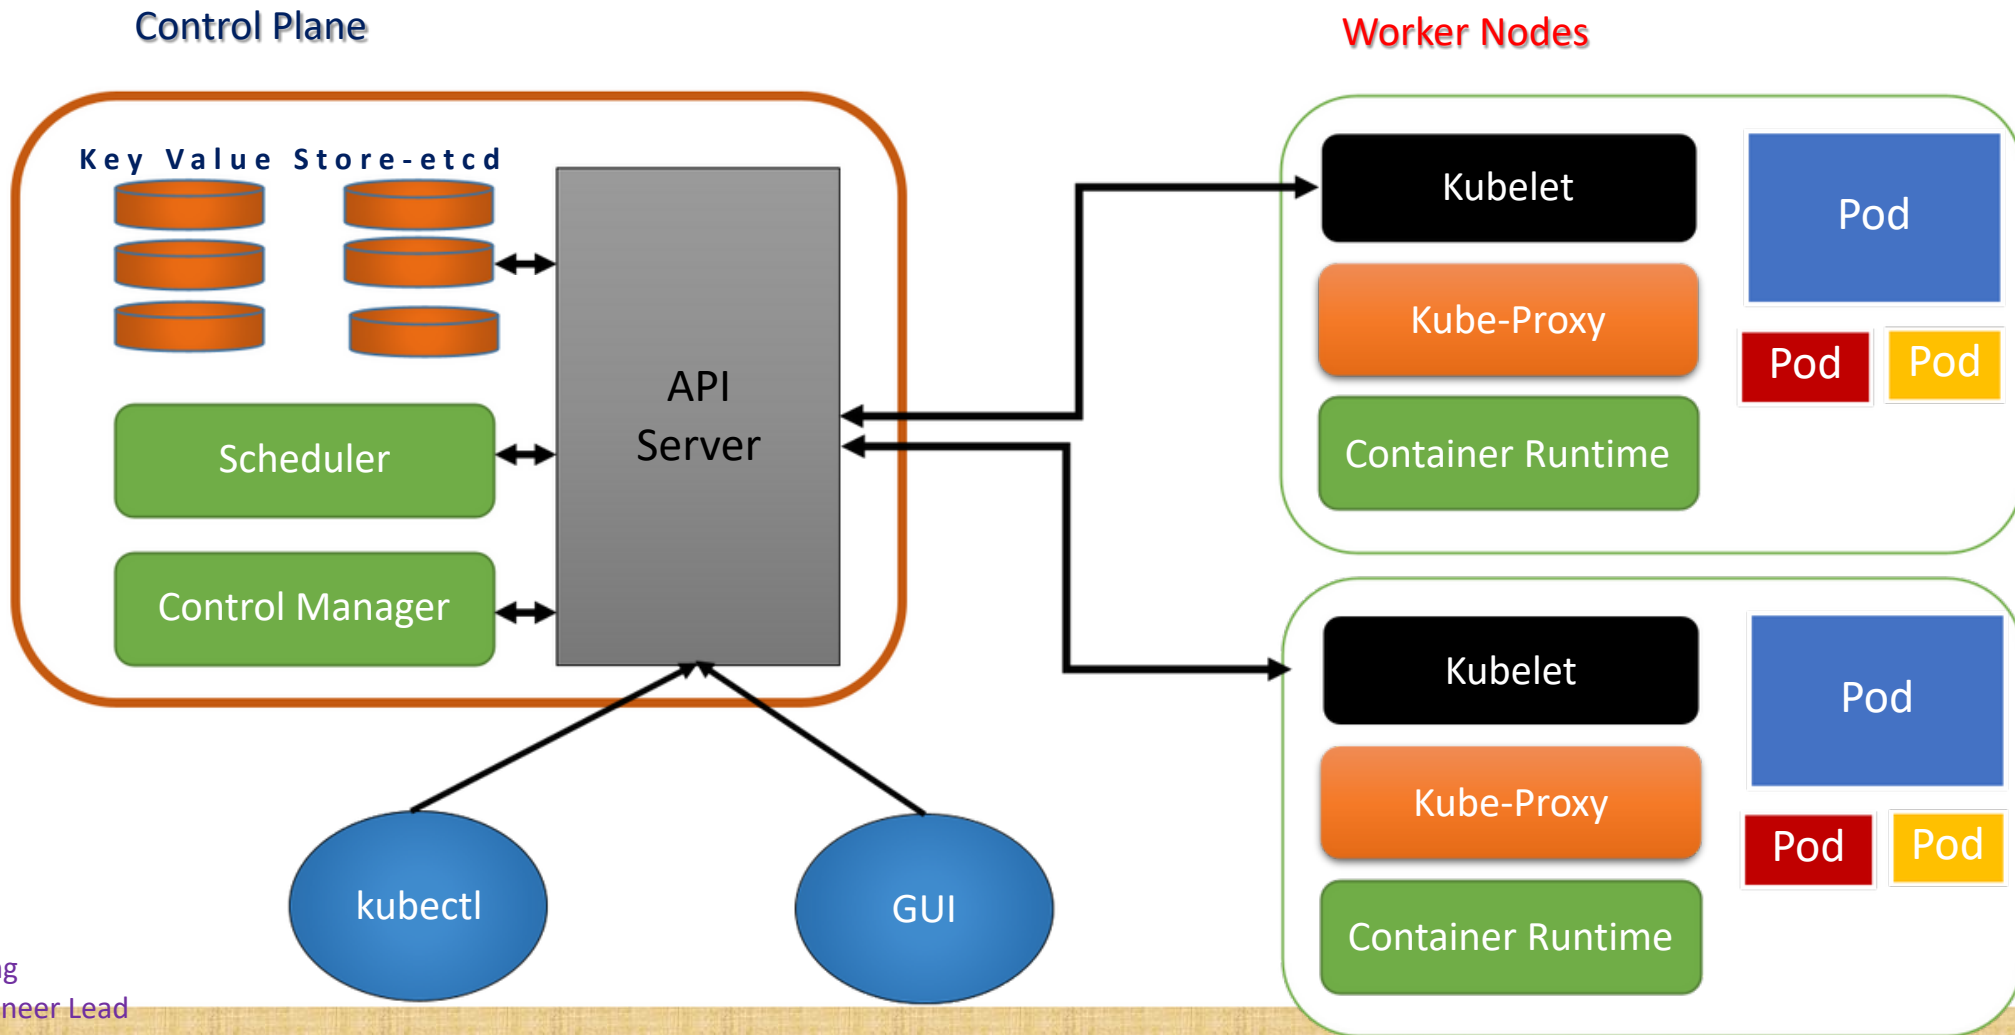 Control Plane
Worker Nodes
Key Value Store-etcd
API
Server
Scheduler
Control Manager
kubectl
GUI
Kubelet
Kube-Proxy
Container Runtime
Pod
Pod
Pod
Kubelet
Kube-Proxy
Container Runtime
Pod
Pod
Pod
Lead